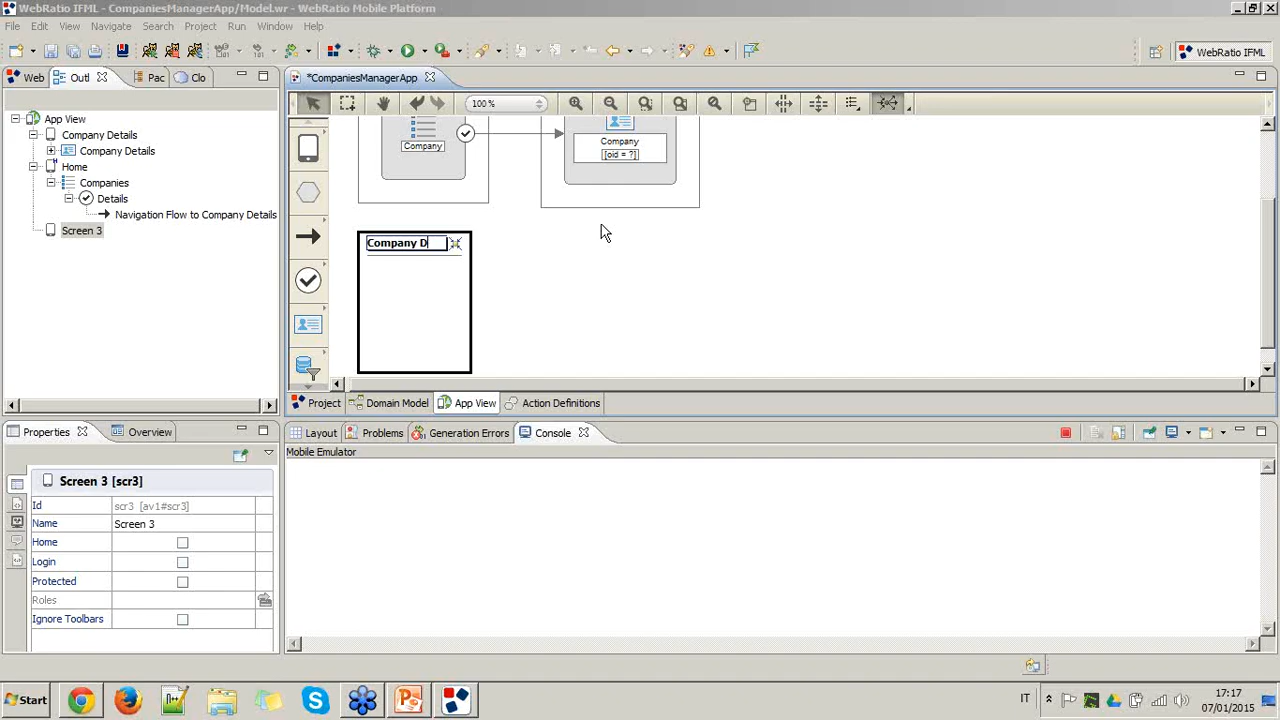 WebRatio IFML - CompaniesManagerApp/Model.wr - WebRatio Mobile Platform
File Edit View Navigate Search Project Run Window Help
WebRatio IFML
Web Outl Pac Clo
*CompaniesManagerApp
100 %
App View
Company Details
Company Details
Home
Companies
Details
Navigation Flow to Company Details
Screen 3
Company
Company
[oid = ?]
Company D
Project Domain Model App View Action Definitions
Properties Overview
Layout Problems Generation Errors Console
Mobile Emulator
Screen 3 [scr3]
Id scr3 [av1#scr3]
Name Screen 3
Home
Login
Protected
Roles
Ignore Toolbars
Start
IT
17:17
07/01/2015